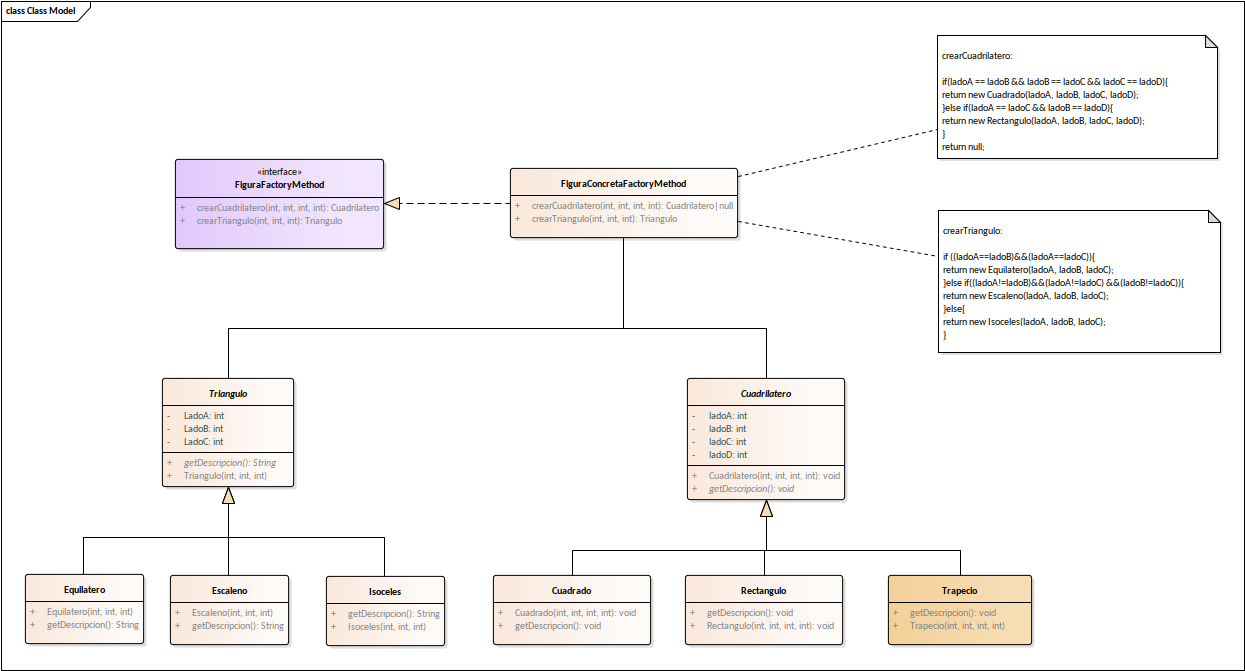 class Class Model
crearCuadrilatero:
if(ladoA == ladoB && ladoB == ladoC && ladoC == ladoD){
return new Cuadrado(ladoA, ladoB, ladoC, ladoD);
}else if(ladoA == ladoC && ladoB == ladoD){
return new Rectangulo(ladoA, ladoB, ladoC, ladoD);
}
return null;
«interface»
FiguraFactoryMethod
+ crearCuadrilatero(int, int, int, int): Cuadrilatero
+ crearTriangulo(int, int, int): Triangulo
FiguraConcretaFactoryMethod
+ crearCuadrilatero(int, int, int, int): Cuadrilatero|null
+ crearTriangulo(int, int, int): Triangulo
crearTriangulo:
if ((ladoA==ladoB)&&(ladoA==ladoC)){
return new Equilatero(ladoA, ladoB, ladoC);
}else if((ladoA!=ladoB)&&(ladoA!=ladoC) &&(ladoB!=ladoC)){
return new Escaleno(ladoA, ladoB, ladoC);
}else{
return new Isoceles(ladoA, ladoB, ladoC);
}
Triangulo
- LadoA: int
- LadoB: int
- LadoC: int
+ getDescripcion(): String
+ Triangulo(int, int, int)
Cuadrilatero
- ladoA: int
- ladoB: int
- ladoC: int
- ladoD: int
+ Cuadrilatero(int, int, int, int): void
+ getDescripcion(): void
Equilatero
+ Equilatero(int, int, int)
+ getDescripcion(): String
Escaleno
+ Escaleno(int, int, int)
+ getDescripcion(): String
Isoceles
+ getDescripcion(): String
+ Isoceles(int, int, int)
Cuadrado
+ Cuadrado(int, int, int, int): void
+ getDescripcion(): void
Rectangulo
+ getDescripcion(): void
+ Rectangulo(int, int, int, int): void
Trapecio
+ getDescripcion(): void
+ Trapecio(int, int, int, int)